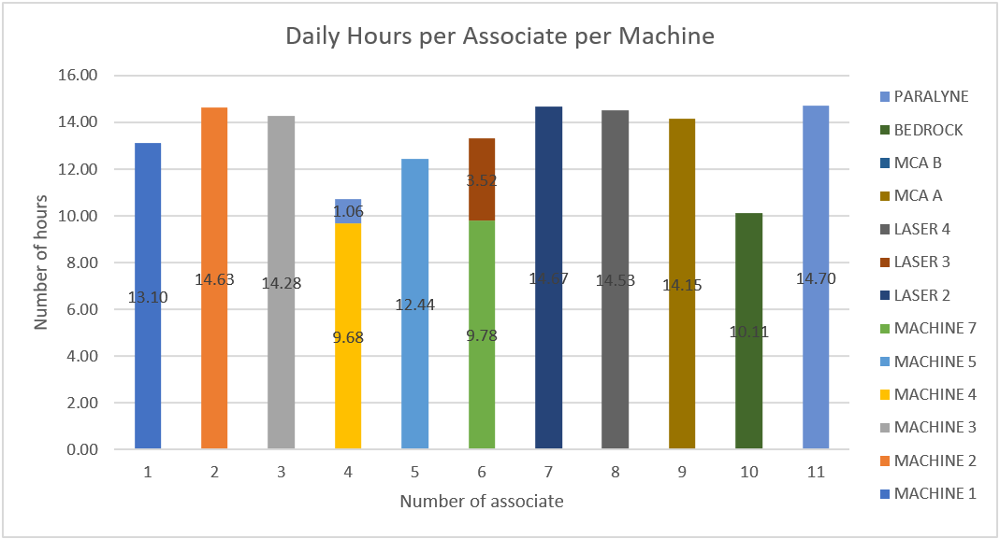 Daily Hours per Associate per Machine
16.00
14.00
12.00
10.00
8.00
6.00
4.00
2.00
0.00
Number of hours
13.10
14.63
14.28
1.06
9.68
12.44
3.52
9.78
14.67
14.53
14.15
10.11
14.70
1 2 3 4 5 6 7 8 9 10 11
Number of associate
PARALYNE
BEDROCK
MCA B
MCA A
LASER 4
LASER 3
LASER 2
MACHINE 7
MACHINE 5
MACHINE 4
MACHINE 3
MACHINE 2
MACHINE 1